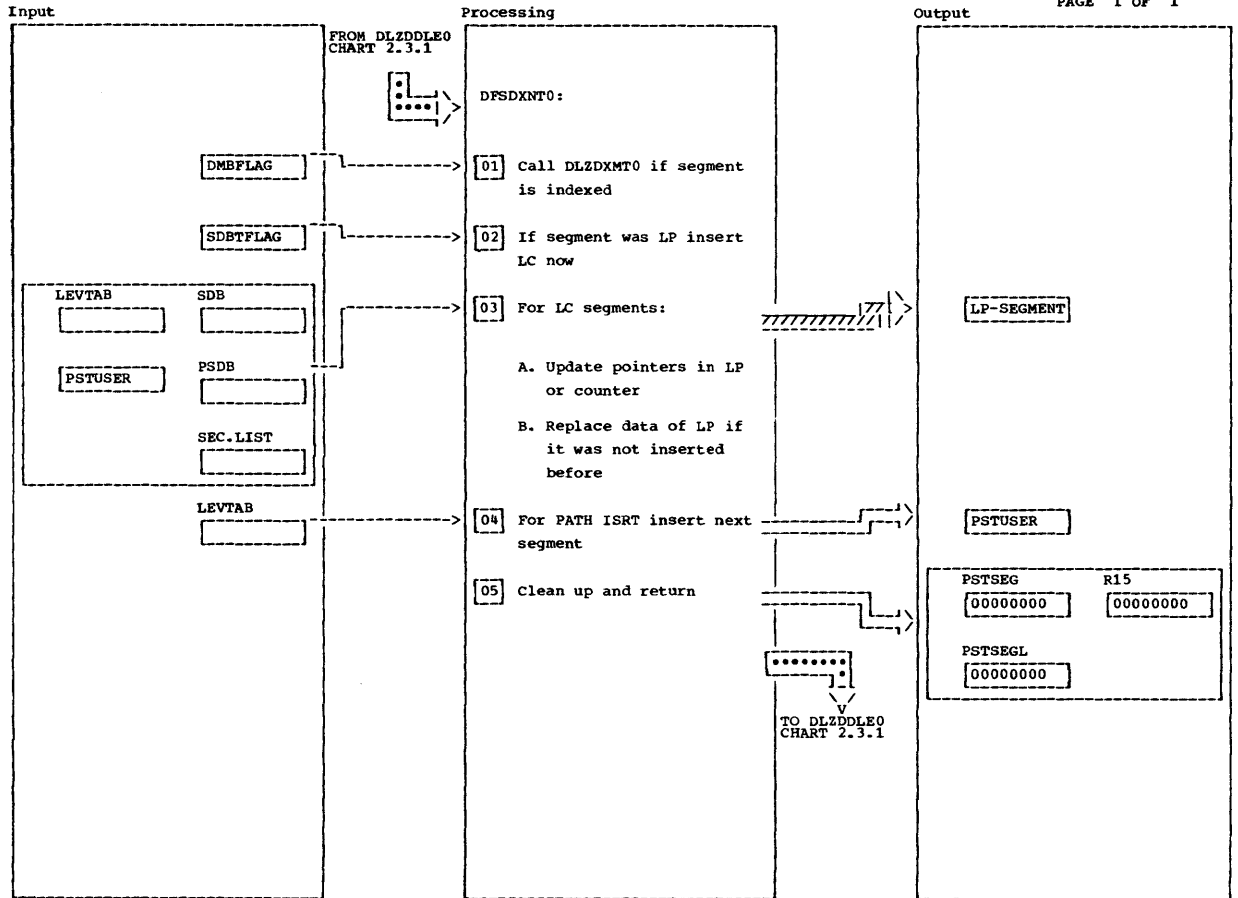 PAGE 1 OF 1
Input
Processing
Output
FROM DLZDDLE0
CHART 2.3.1
DFSDXNT0:
DMBFLAG
01 Call DLZDXMT0 if segment
is indexed
SDBTFLAG
02 If segment was LP insert
LC now
LEVTAB SDB
03 For LC segments:
LP-SEGMENT
PSTUSER
PSDB
A. Update pointers in LP
or counter
SEC.LIST
B. Replace data of LP if
it was not inserted
before
LEVTAB
04 For PATH ISRT insert next
segment
PSTUSER
05 Clean up and return
PSTSEG R15
00000000 00000000
PSTSEGL
00000000
TO DLZDDLE0
CHART 2.3.1